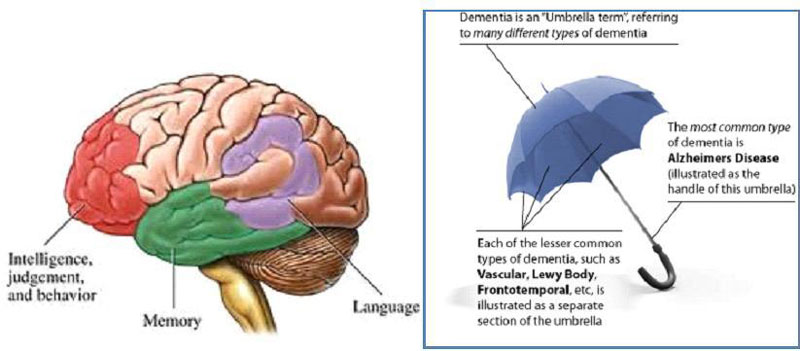 Intelligence,
judgement,
and behavior
Memory
Language
Dementia is an "Umbrella term", referring
to many different types of dementia
The most common type
of dementia is
Alzheimers Disease
(illustrated as the
handle of this umbrella)
Each of the lesser common
types of dementia, such as
Vascular, Lewy Body,
Frontotemporal, etc, is
illustrated as a separate
section of the umbrella